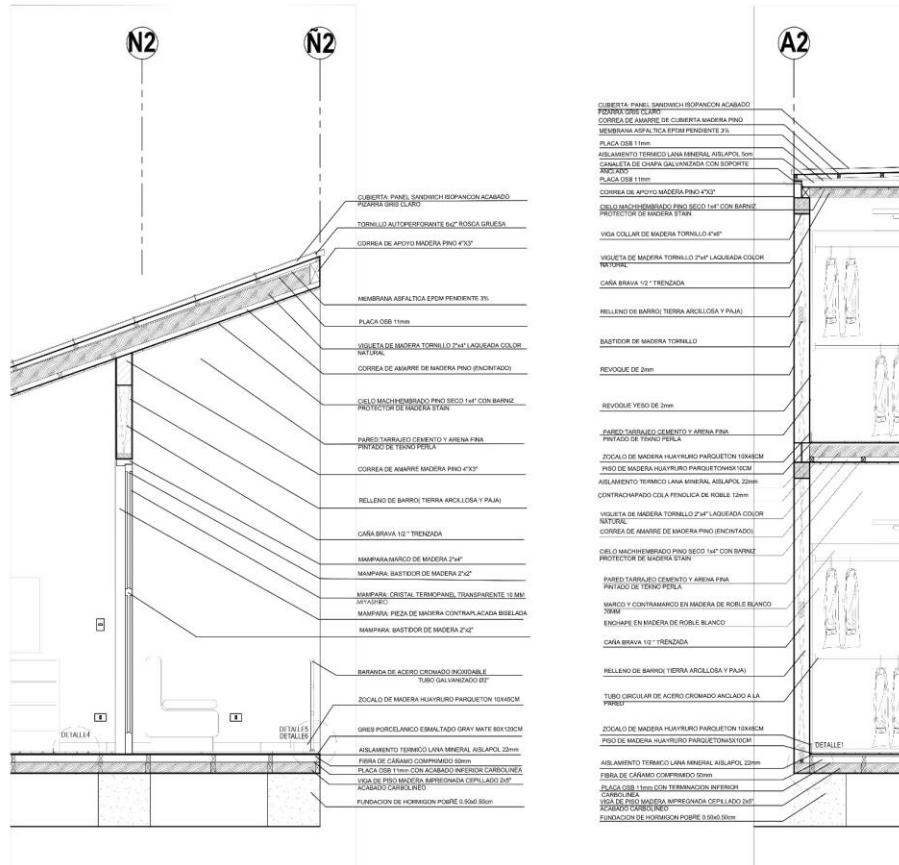 N2
Ñ2
CUBIERTA: PANEL SANDWICH ISOPANCON ACABADO
PIZARRA GRIS CLARO
TORNILLO AUTOPERFORANTE 6x2" ROSCA GRUESA
CORREA DE APOYO MADERA PINO 4"X3"
MEMBRANA ASFALTICA EPDM PENDIENTE 3%
PLACA OSB 11mm
VIGUETA DE MADERA TORNILLO 2"x4" LAQUEADA COLOR
NATURAL
CORREA DE AMARRE DE MADERA PINO (ENCINTADO)
CIELO MACHIHEMBRADO PINO SECO 1x4" CON BARNIZ
PROTECTOR DE MADERA STAIN
PARED:TARRAJEO CEMENTO Y ARENA FINA
PINTADO DE TEKNO PERLA
CORREA DE AMARRE MADERA PINO 4"X3"
RELLENO DE BARRO( TIERRA ARCILLOSA Y PAJA)
CAÑA BRAVA 1/2 " TRENZADA
MAMPARA:MARCO DE MADERA 2"x4"
MAMPARA: BASTIDOR DE MADERA 2"x2"
MAMPARA: CRISTAL TERMOPANEL TRANSPARENTE 10 MM
MIYASHIRO
MAMPARA: PIEZA DE MADERA CONTRAPLACADA BISELADA
MAMPARA: BASTIDOR DE MADERA 2"x2"
BARANDA DE ACERO CROMADO INOXIDABLE
TUBO GALVANIZADO Ø2"
ZOCALO DE MADERA HUAYRURO PARQUETON 10X45CM
GRES PORCELANICO ESMALTADO GRAY MATE 60X120CM
AISLAMIENTO TERMICO LANA MINERAL AISLAPOL 22mm
FIBRA DE CÁÑAMO COMPRIMIDO 50mm
PLACA OSB 11mm CON ACABADO INFERIOR CARBOLINEA
VIGA DE PISO MADERA IMPREGNADA CEPILLADO 2x5"
ACABADO CARBOLINEO
FUNDACION DE HORMIGON POBRE 0.50x0.50cm
DETALLE4
DETALLE5
DETALLE6
A2
CUBIERTA: PANEL SANDWICH ISOPANCON ACABADO
PIZARRA GRIS CLARO
CORREA DE AMARRE DE CUBIERTA MADERA PINO
MEMBRANA ASFALTICA EPDM PENDIENTE 3%
PLACA OSB 11mm
AISLAMIENTO TERMICO LANA MINERAL AISLAPOL 5cm
CANALETA DE CHAPA GALVANIZADA CON SOPORTE
ANCLADO
PLACA OSB 11mm
CORREA DE APOYO MADERA PINO 4"X3"
CIELO MACHIHEMBRADO PINO SECO 1x4" CON BARNIZ
PROTECTOR DE MADERA STAIN
VIGA COLLAR DE MADERA TORNILLO 4"x6"
VIGUETA DE MADERA TORNILLO 2"x4" LAQUEADA COLOR
NATURAL
CAÑA BRAVA 1/2 " TRENZADA
RELLENO DE BARRO( TIERRA ARCILLOSA Y PAJA)
BASTIDOR DE MADERA TORNILLO
REVOQUE DE 2mm
REVOQUE YESO DE 2mm
PARED:TARRAJEO CEMENTO Y ARENA FINA
PINTADO DE TEKNO PERLA
ZOCALO DE MADERA HUAYRURO PARQUETON 10X45CM
PISO DE MADERA HUAYRURO PARQUETON45X10CM
AISLAMIENTO TERMICO LANA MINERAL AISLAPOL 22mm
CONTRACHAPADO COLA FENOLICA DE ROBLE 12mm
VIGUETA DE MADERA TORNILLO 2"x4" LAQUEADA COLOR
NATURAL
CORREA DE AMARRE DE MADERA PINO (ENCINTADO)
CIELO MACHIHEMBRADO PINO SECO 1x4" CON BARNIZ
PROTECTOR DE MADERA STAIN
PARED:TARRAJEO CEMENTO Y ARENA FINA
PINTADO DE TEKNO PERLA
MARCO Y CONTRAMARCO EN MADERA DE ROBLE BLANCO
70MM
ENCHAPE EN MADERA DE ROBLE BLANCO
CAÑA BRAVA 1/2 " TRENZADA
RELLENO DE BARRO( TIERRA ARCILLOSA Y PAJA)
TUBO CIRCULAR DE ACERO CROMADO ANCLADO A LA
PARED
ZOCALO DE MADERA HUAYRURO PARQUETON 10X45CM
PISO DE MADERA HUAYRURO PARQUETON45X10CM
AISLAMIENTO TERMICO LANA MINERAL AISLAPOL 22mm
FIBRA DE CÁÑAMO COMPRIMIDO 50mm
PLACA OSB 11mm CON TERMINACION INFERIOR
CARBOLINEA
VIGA DE PISO MADERA IMPREGNADA CEPILLADO 2x5"
ACABADO CARBOLINEO
FUNDACION DE HORMIGON POBRE 0.50x0.50cm
DETALLE1